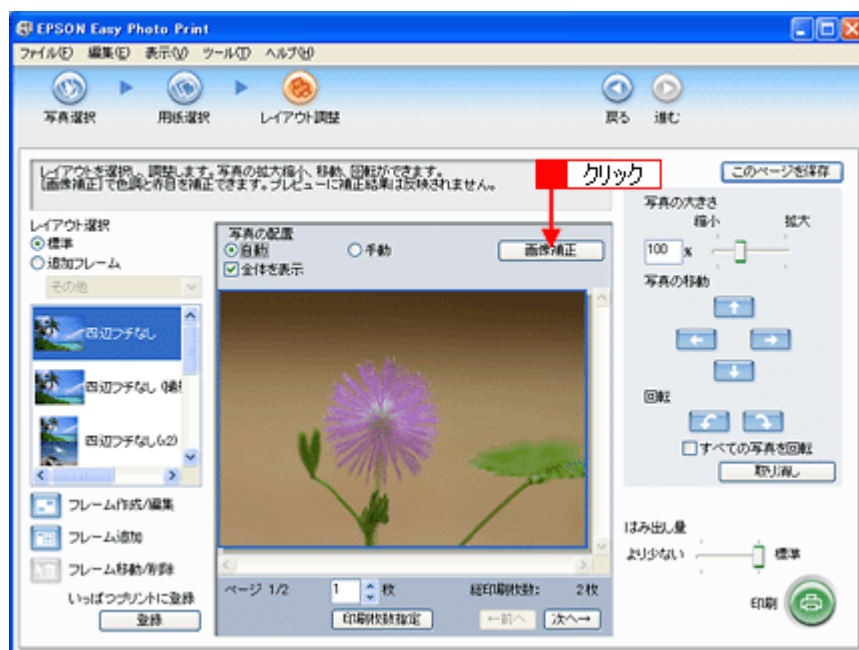 EPSON Easy Photo Print
ファイル(F) 編集(E) 表示(V) ツール(T) ヘルプ(H)
写真選択 用紙選択 レイアウト調整 戻る 進む
レイアウトを選択し、調整します。写真の拡大縮小、移動、回転ができます。
[画像補正]で色調と赤目を補正できます。プレビューに補正結果は反映されません。
クリック
このページを保存
レイアウト選択
標準
追加フレーム
その他
四辺フチなし
四辺フチなし
四辺フチなし(x2)
フレーム作成/編集
フレーム追加
フレーム移動/削除
いっぱつプリントに登録
登録
写真の配置
自動 手動 画像補正
全体を表示
ページ 1/2 1 枚 総印刷枚数: 2枚
印刷枚数指定 ←前へ 次へ→
写真の大きさ
縮小 拡大
100 %
写真の移動
回転
すべての写真を回転
取り消し
はみ出し量
より少ない 標準
印刷